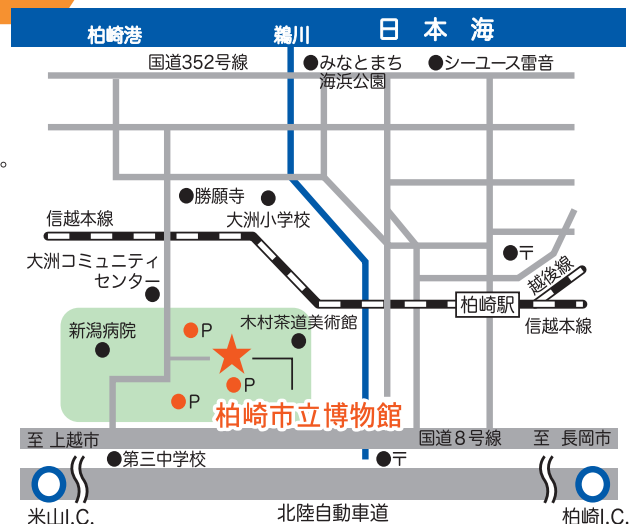 日本海
柏崎港
鵜川
国道352号線
みなとまち
海浜公園
シーユース雷音
。
勝願寺
大洲小学校
信越本線
〒
大洲コミュニティ
センター
越後線
柏崎駅
信越本線
木村茶道美術館
新潟病院
P
P
P
柏崎市立博物館
至 上越市
国道8号線
至 長岡市
第三中学校
〒
米山I.C.
北陸自動車道
柏崎I.C.